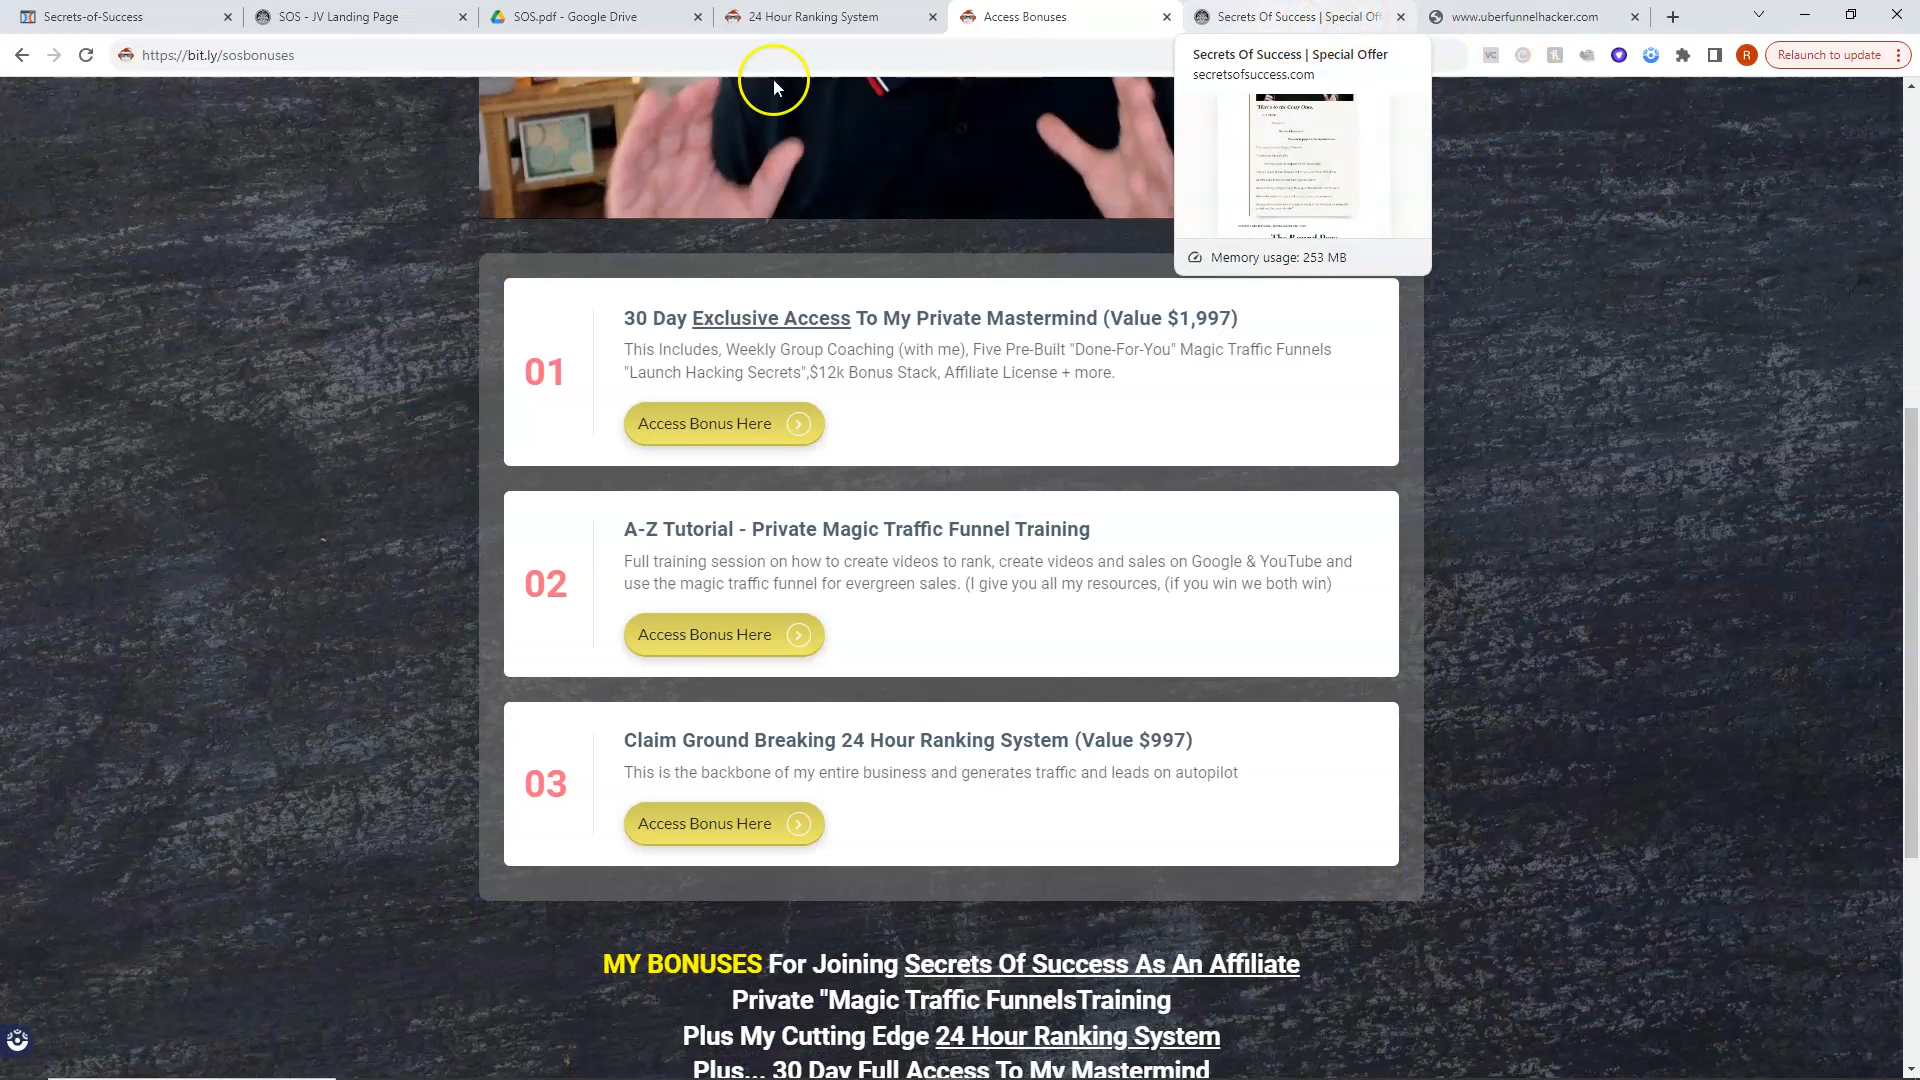 Secrets-of-Success
SOS - JV Landing Page
SOS.pdf - Google Drive
24 Hour Ranking System
Access Bonuses
Secrets Of Success | Special Off
www.uberfunnelhacker.com
https://bit.ly/sosbonuses
VC
R
Relaunch to update
Secrets Of Success | Special Offer
secretsofsuccess.com
"Here's to the Crazy Ones.
Memory usage: 253 MB
01
30 Day Exclusive Access To My Private Mastermind (Value $1,997)
This Includes, Weekly Group Coaching (with me), Five Pre-Built "Done-For-You" Magic Traffic Funnels
"Launch Hacking Secrets",$12k Bonus Stack, Affiliate License + more.
Access Bonus Here
02
A-Z Tutorial - Private Magic Traffic Funnel Training
Full training session on how to create videos to rank, create videos and sales on Google & YouTube and
use the magic traffic funnel for evergreen sales. (I give you all my resources, (if you win we both win)
Access Bonus Here
03
Claim Ground Breaking 24 Hour Ranking System (Value $997)
This is the backbone of my entire business and generates traffic and leads on autopilot
Access Bonus Here
MY BONUSES For Joining Secrets Of Success As An Affiliate
Private "Magic Traffic FunnelsTraining
Plus My Cutting Edge 24 Hour Ranking System
Plus... 30 Day Full Access To My Mastermind